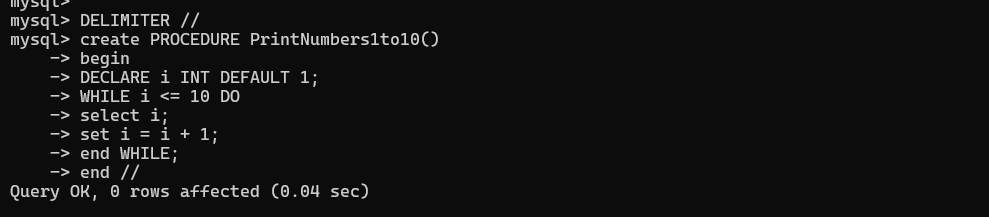 mysql>
mysql> DELIMITER //
mysql> create PROCEDURE PrintNumbers1to10()
    -> begin
    -> DECLARE i INT DEFAULT 1;
    -> WHILE i <= 10 DO
    -> select i;
    -> set i = i + 1;
    -> end WHILE;
    -> end //
Query OK, 0 rows affected (0.04 sec)